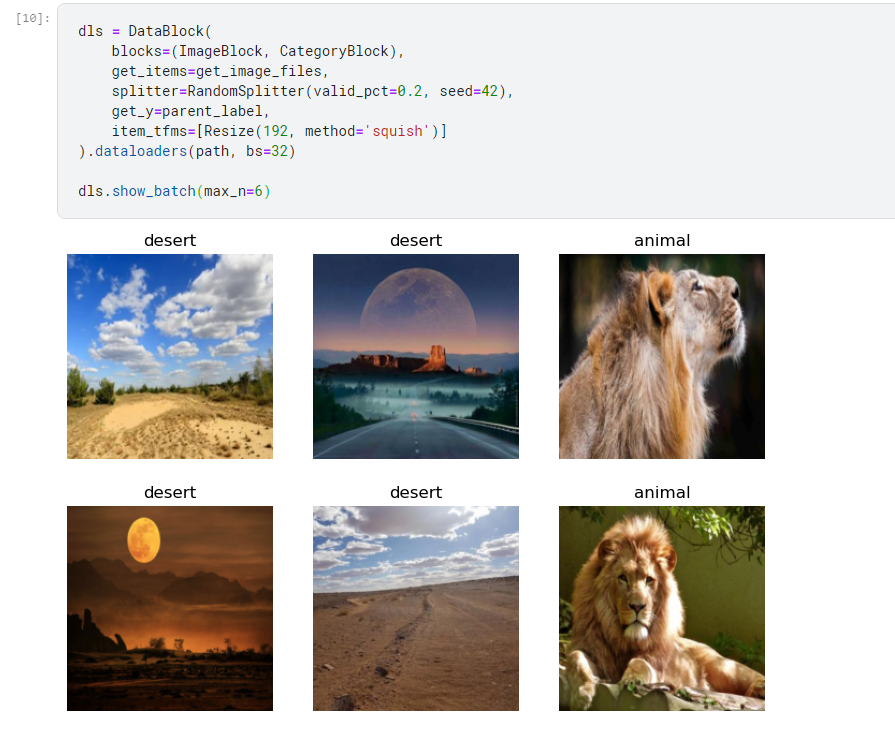 [10]:
dls = DataBlock(
    blocks=(ImageBlock, CategoryBlock),
    get_items=get_image_files,
    splitter=RandomSplitter(valid_pct=0.2, seed=42),
    get_y=parent_label,
    item_tfms=[Resize(192, method='squish')]
).dataloaders(path, bs=32)
dls.show_batch(max_n=6)
desert
desert
animal
desert
desert
animal